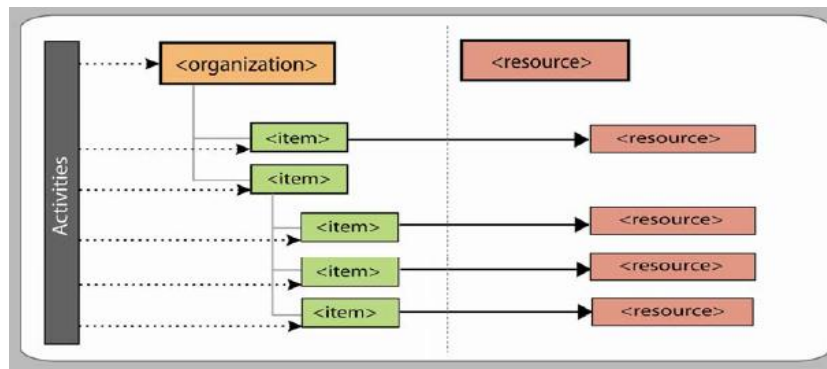 Activities
<organization>
<resource>
<item>
<resource>
<item>
<item>
<resource>
<item>
<resource>
<item>
<resource>